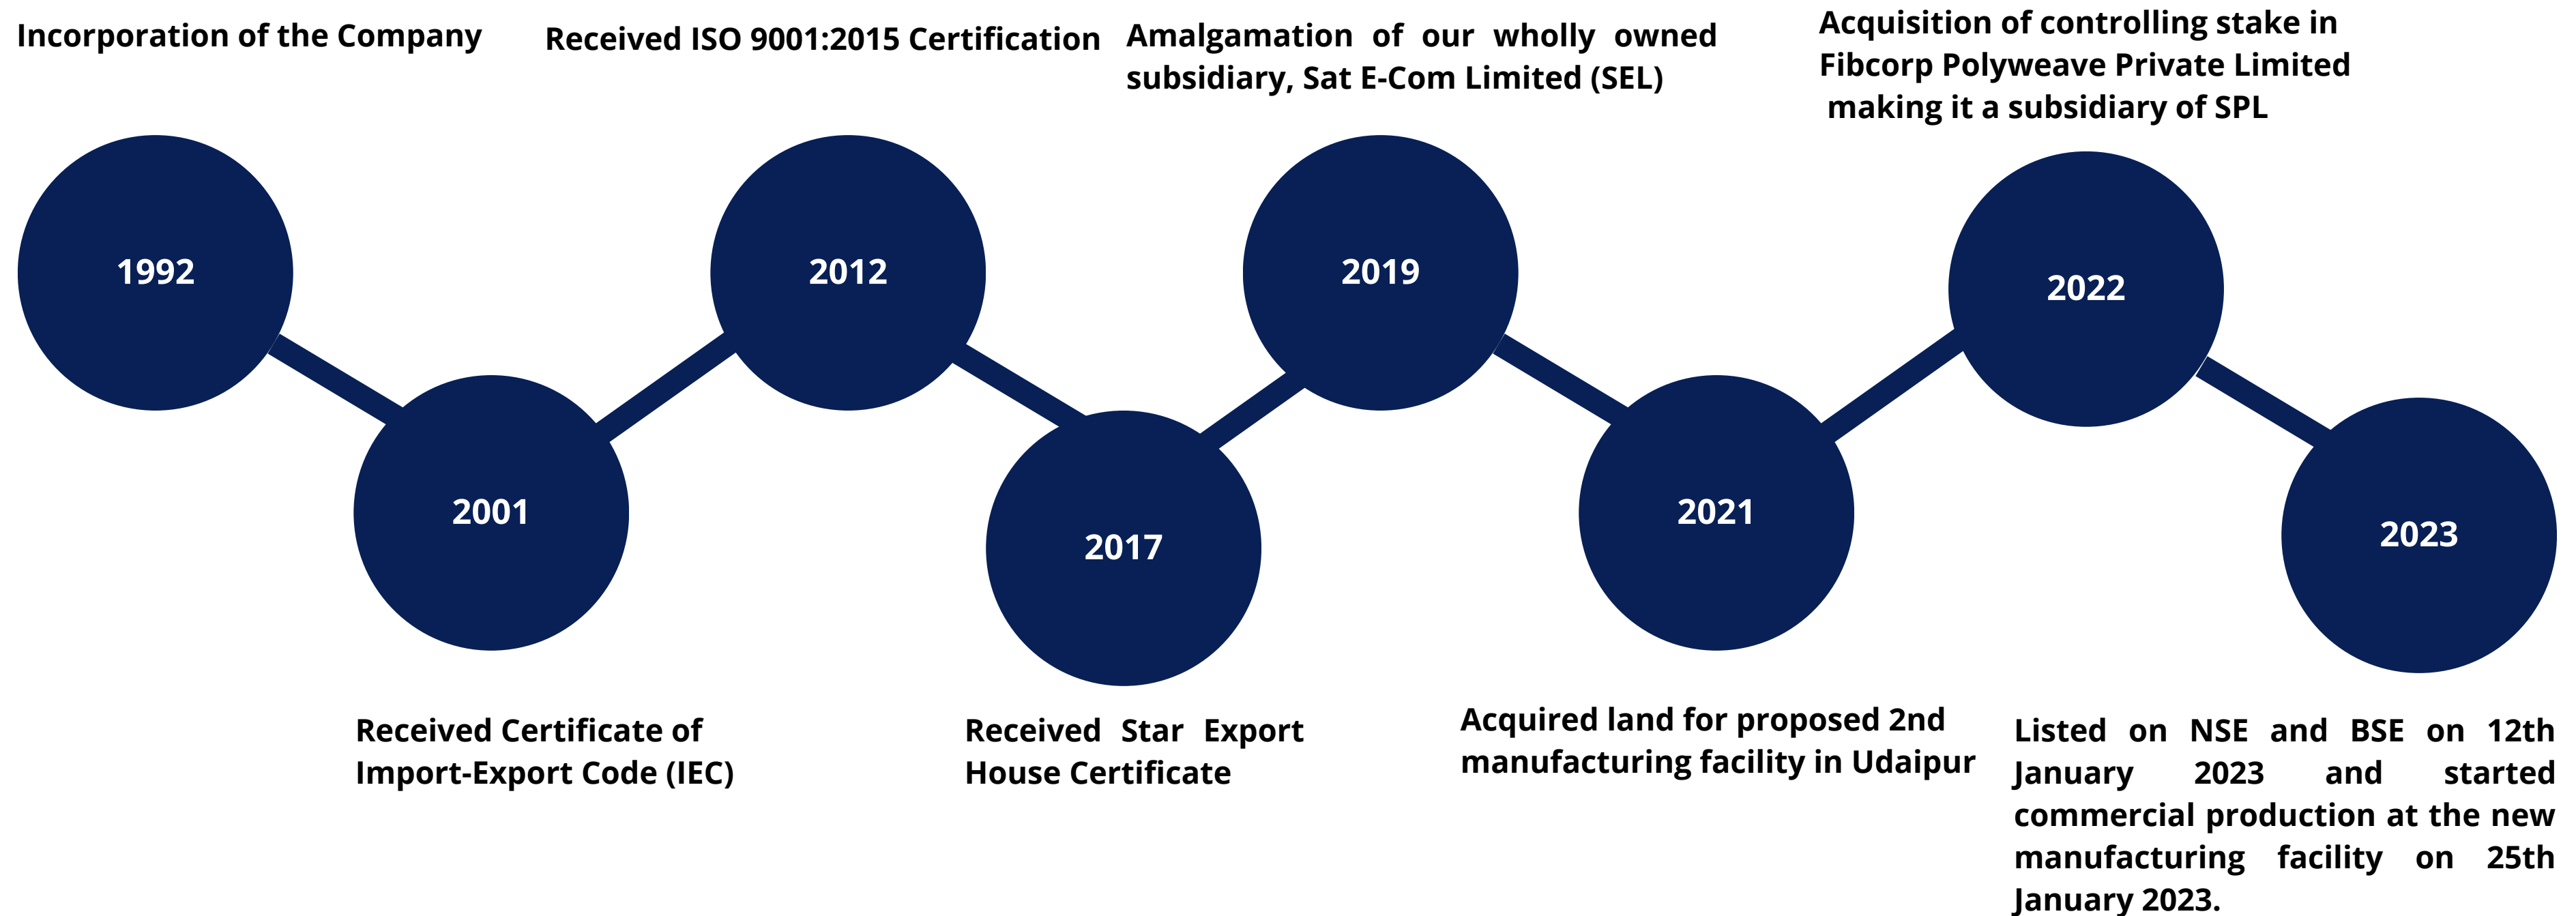 Incorporation of the Company
1992
2001
Received Certificate of
Import-Export Code (IEC)
Received ISO 9001:2015 Certification
2012
2017
Received Star Export
House Certificate
Amalgamation of our wholly owned
subsidiary, Sat E-Com Limited (SEL)
2019
2021
Acquired land for proposed 2nd
manufacturing facility in Udaipur
Acquisition of controlling stake in
Fibcorp Polyweave Private Limited
making it a subsidiary of SPL
2022
2023
Listed on NSE and BSE on 12th
January 2023 and started
commercial production at the new
manufacturing facility on 25th
January 2023.